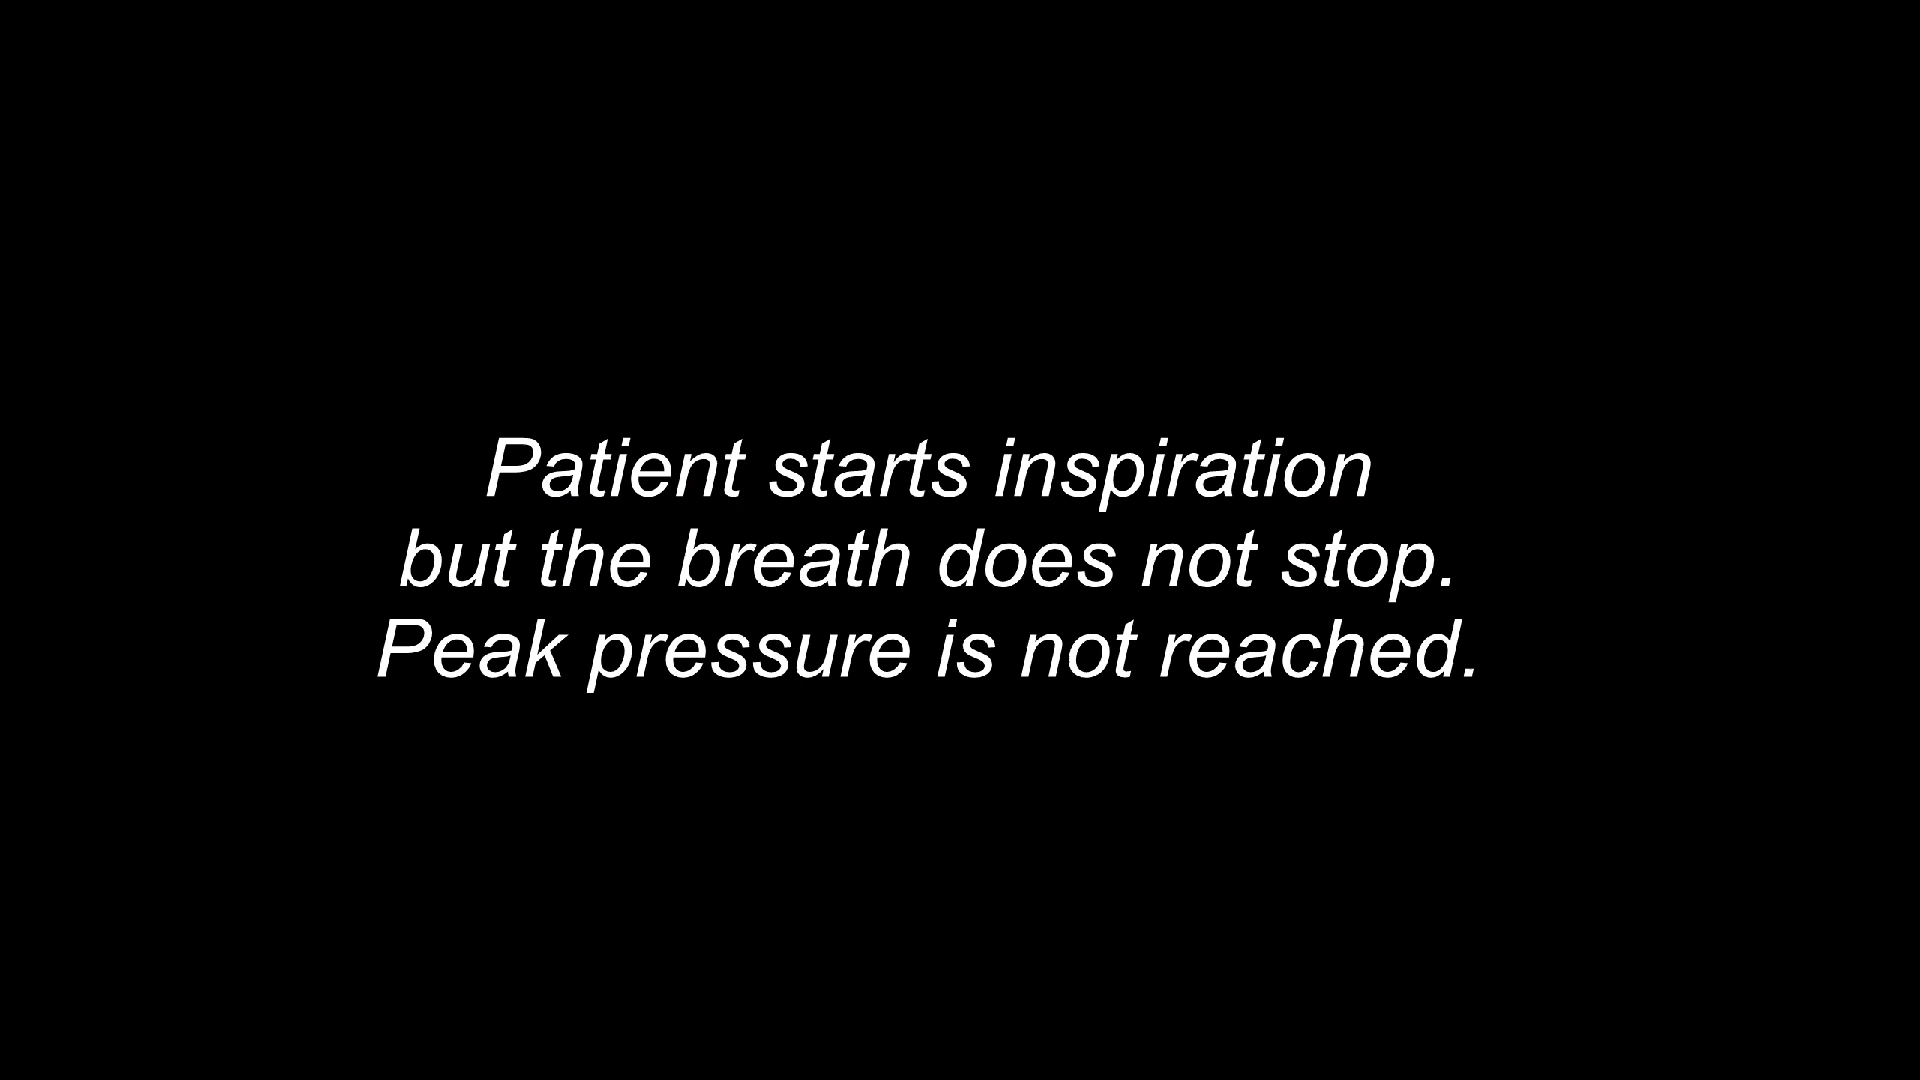 Patient starts inspiration
but the breath does not stop.
Peak pressure is not reached.